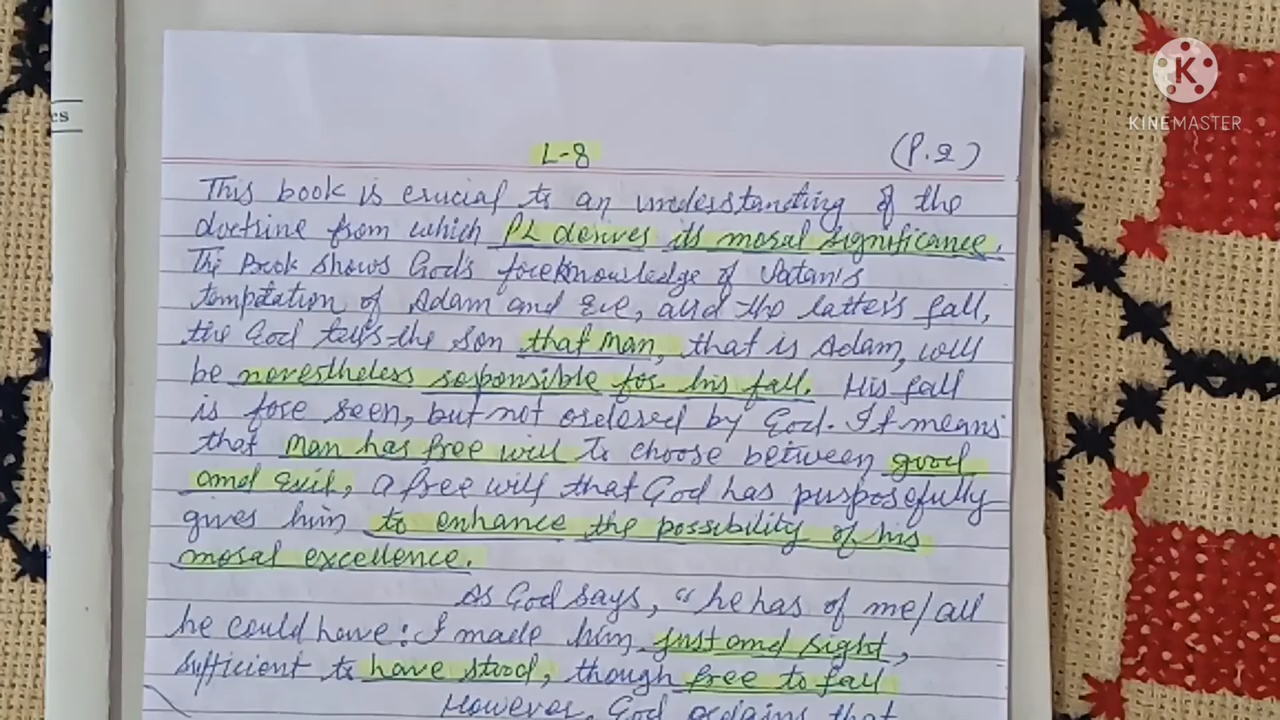 es
K
KINEMASTER
L-8
(P.2)
This book is crucial to an understanding of the
doctrine from which PL derives its moral significance.
The Book shows God's foreknowledge of Satan's
temptation of Adam and Eve, and the latter's fall,
the God tells the Son that Man, that is Adam, will
be nevertheless responsible for his fall. His fall
is fore seen, but not ordered by God. It means
that man has free will to choose between good
and evil, a free will that God has purposefully
gives him to enhance the possibility of his
moral excellence.
As God says, "he has of me/all
he could have: I made him just and right,
sufficient to have stood, though free to fall
However, God ordains that